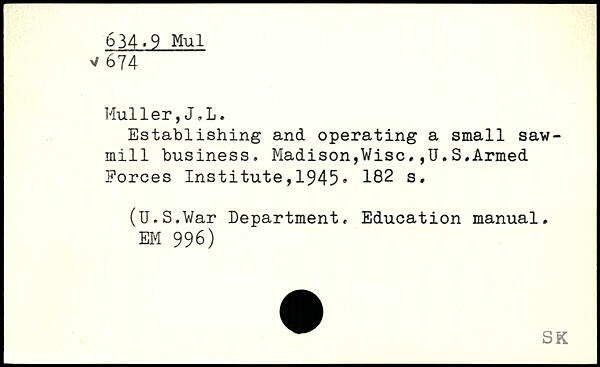 634.9 Mul
✓ 674
Muller,J.L.
Establishing and operating a small saw-
mill business. Madison,Wisc.,U.S.Armed
Forces Institute,1945. 182 s.
(U.S.War Department. Education manual.
EM 996)
SK